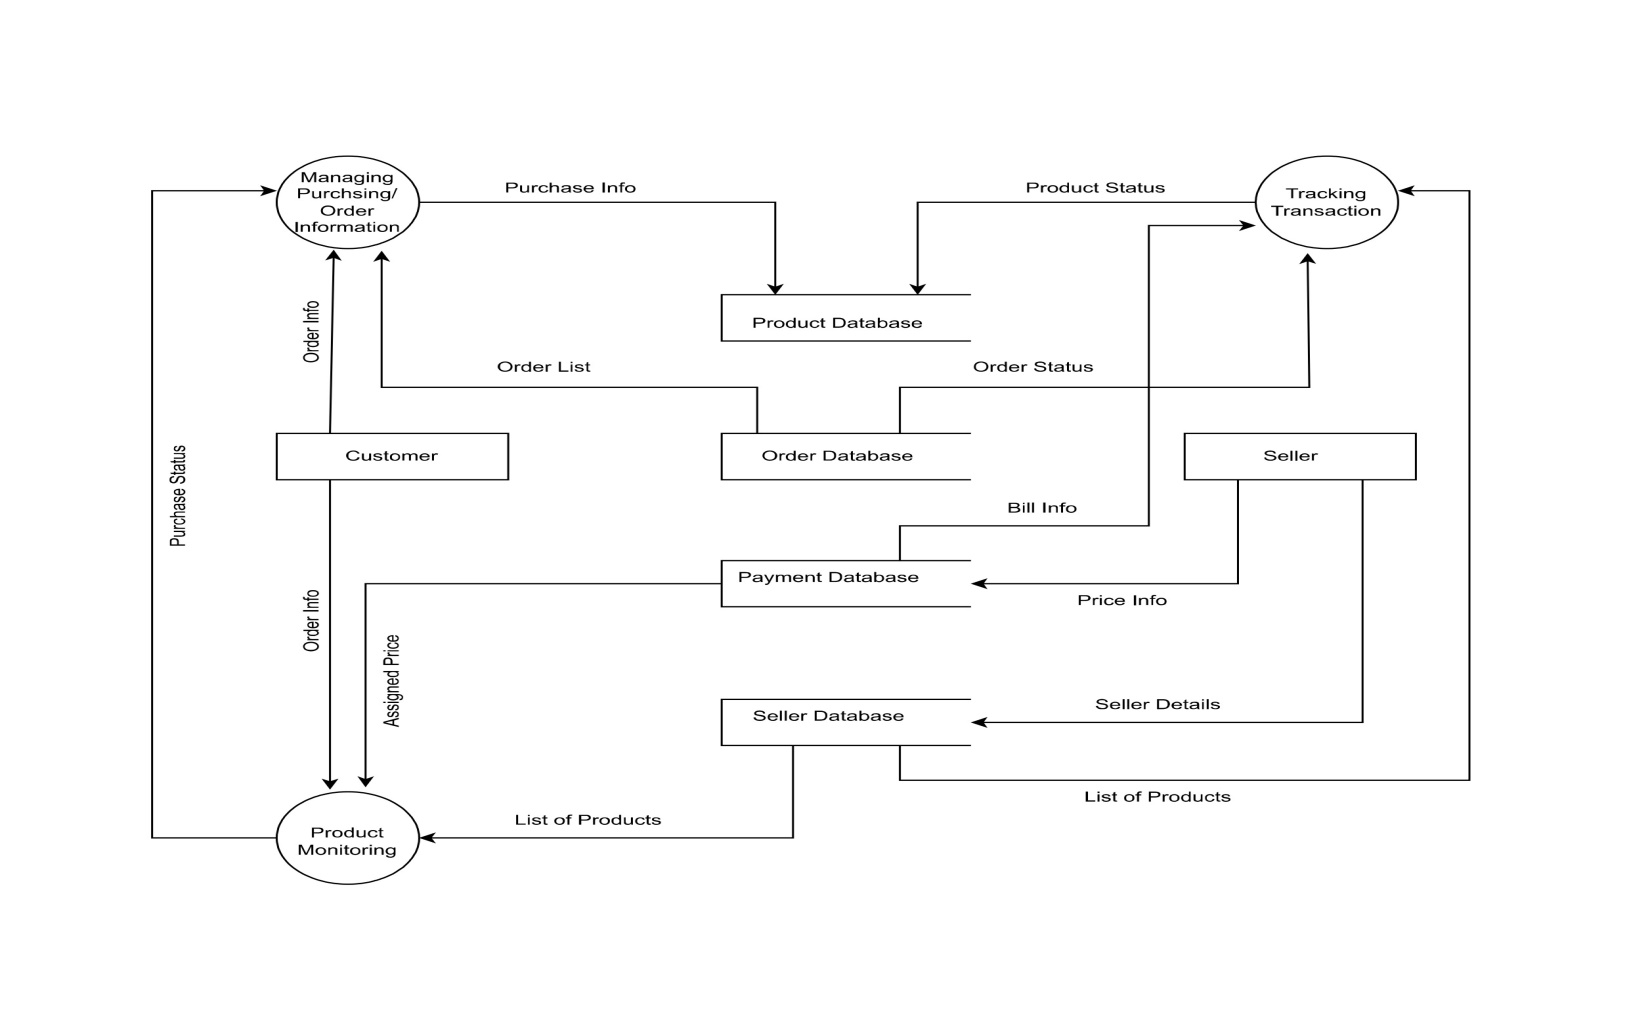 Managing
Purchsing/
Order
Information
Purchase Info
Product Status
Tracking
Transaction
Order Info
Product Database
Order List
Order Status
Customer
Order Database
Seller
Purchase Status
Bill Info
Payment Database
Price Info
Order Info
Assigned Price
Seller Database
Seller Details
List of Products
List of Products
Product
Monitoring